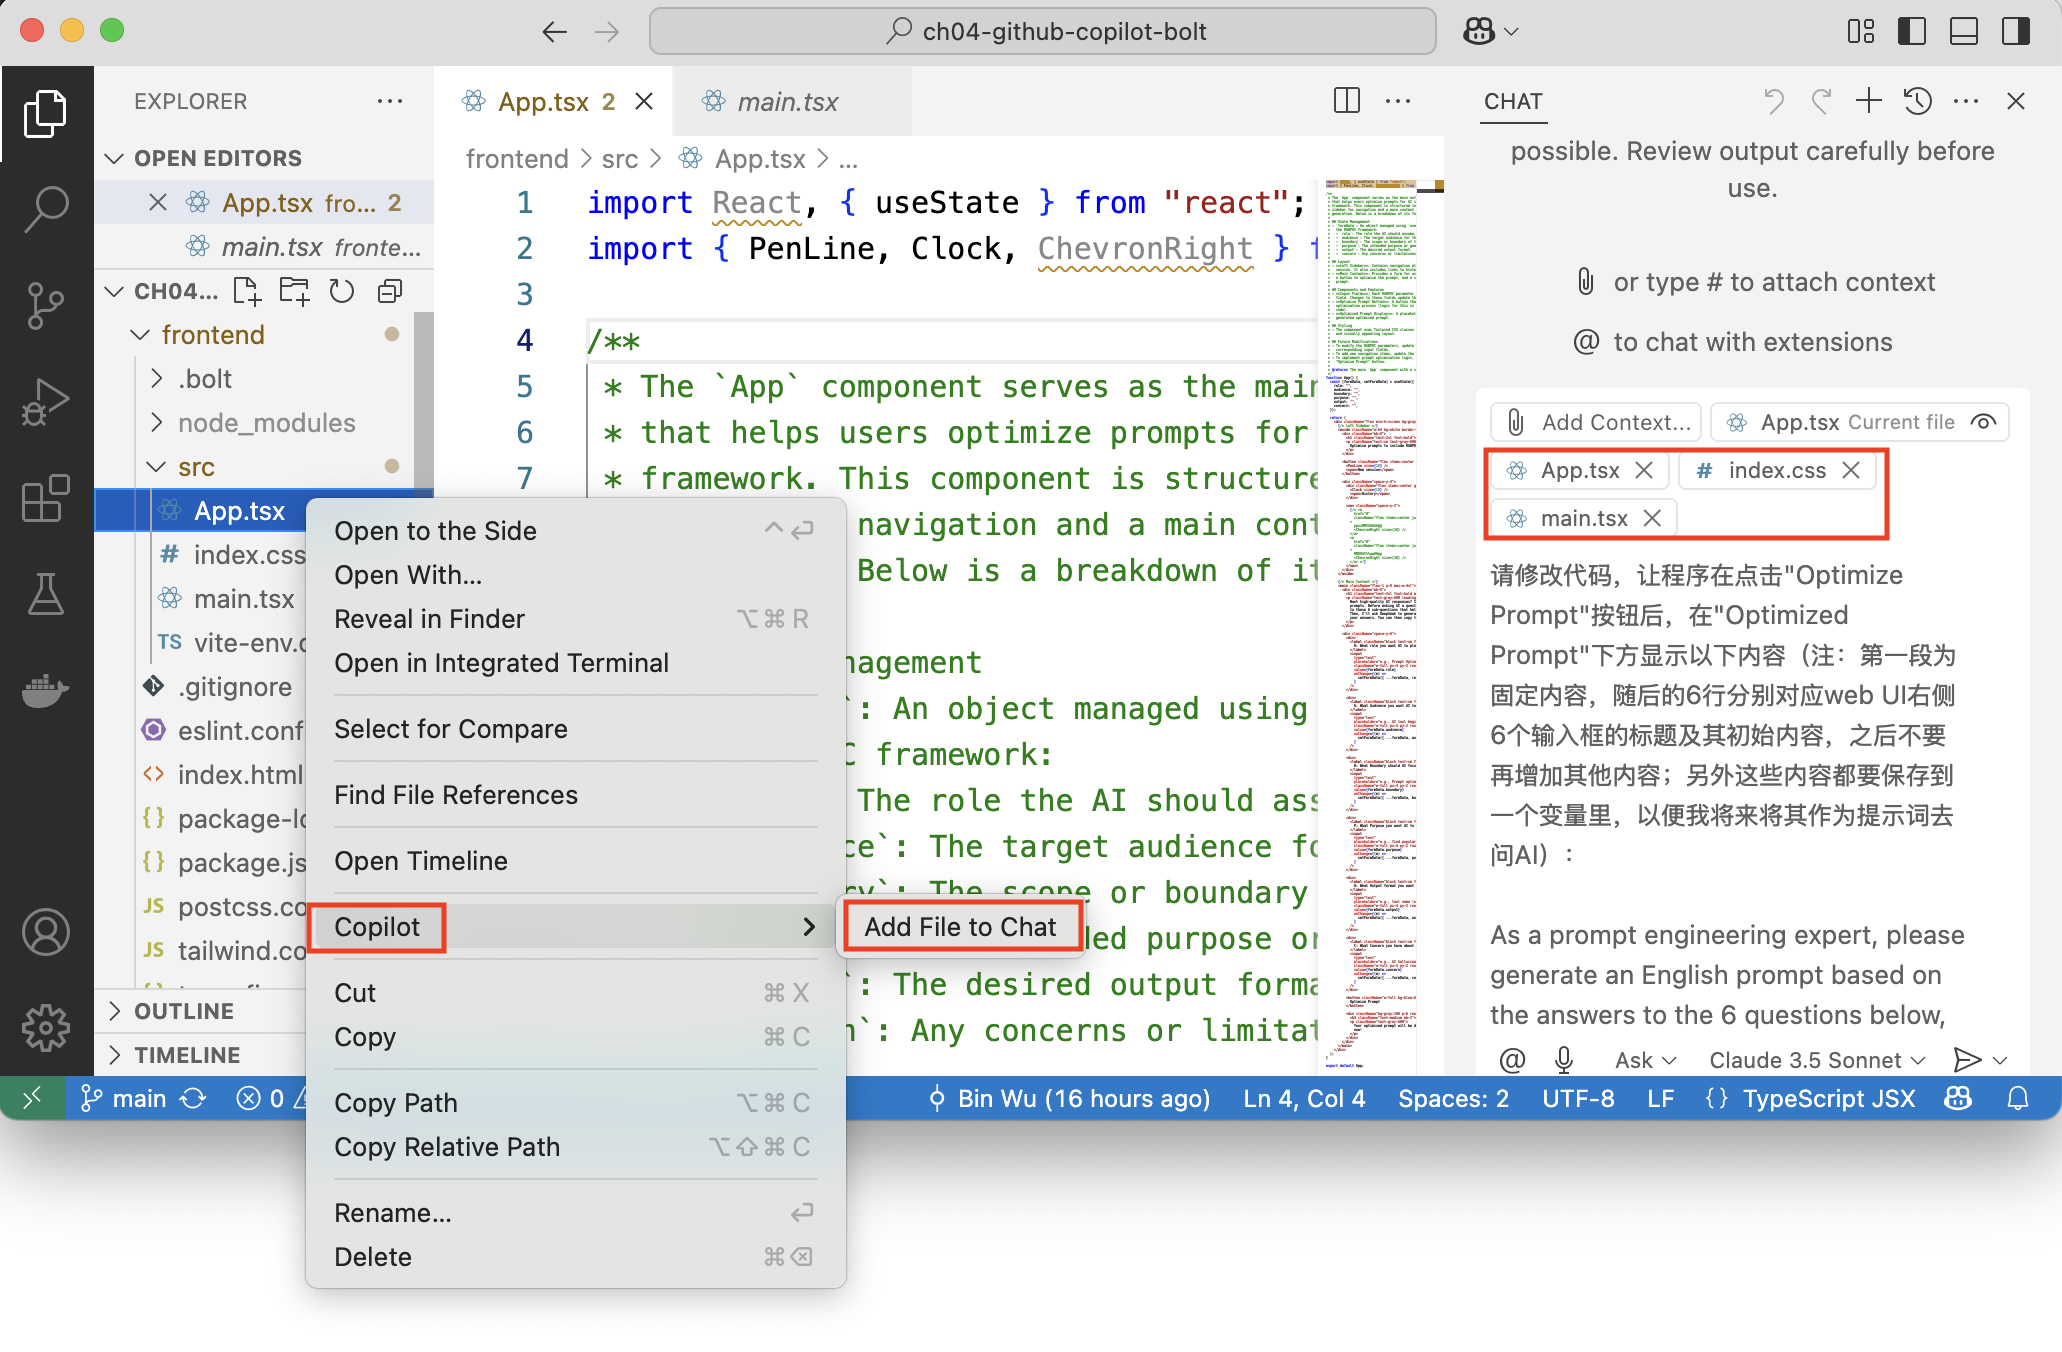 ch04-github-copilot-bolt
EXPLORER
OPEN EDITORS
App.tsx fro... 2
main.tsx fronte...
CH04...
frontend
.bolt
node_modules
src
App.tsx
index.css
main.tsx
TS vite-env.
.gitignore
eslint.conf
index.html
package-lo
package.js
JS postcss.co
JS tailwind.co
OUTLINE
TIMELINE
App.tsx 2
main.tsx
frontend > src > App.tsx > ...
1 import React, { useState } from "react";
2 import { PenLine, Clock, ChevronRight } f
3
4 /**
5 * The `App` component serves as the main
6 * that helps users optimize prompts for
7 * framework. This component is structure
navigation and a main cont
Below is a breakdown of it
nagement
`: An object managed using
C framework:
The role the AI should ass
ce`: The target audience fo
ry`: The scope or boundary
ded purpose or
`: The desired output forma
n`: Any concerns or limitat
Open to the Side
Open With...
Reveal in Finder ⌥⌘R
Open in Integrated Terminal
Select for Compare
Find File References
Open Timeline
Copilot
Add File to Chat
Cut ⌘X
Copy ⌘C
Copy Path ⌥⌘C
Copy Relative Path ⌥⇧⌘C
Rename...
Delete
CHAT
possible. Review output carefully before
use.
or type # to attach context
@ to chat with extensions
Add Context...
App.tsx Current file
App.tsx
# index.css
main.tsx
请修改代码，让程序在点击"Optimize
Prompt"按钮后，在"Optimized
Prompt"下方显示以下内容（注：第一段为
固定内容，随后的6行分别对应web UI右侧
6个输入框的标题及其初始内容，之后不要
再增加其他内容；另外这些内容都要保存到
一个变量里，以便我将来将其作为提示词去
问AI）：
As a prompt engineering expert, please
generate an English prompt based on
the answers to the 6 questions below,
@ Ask Claude 3.5 Sonnet
main 0
Bin Wu (16 hours ago) Ln 4, Col 4 Spaces: 2 UTF-8 LF {} TypeScript JSX